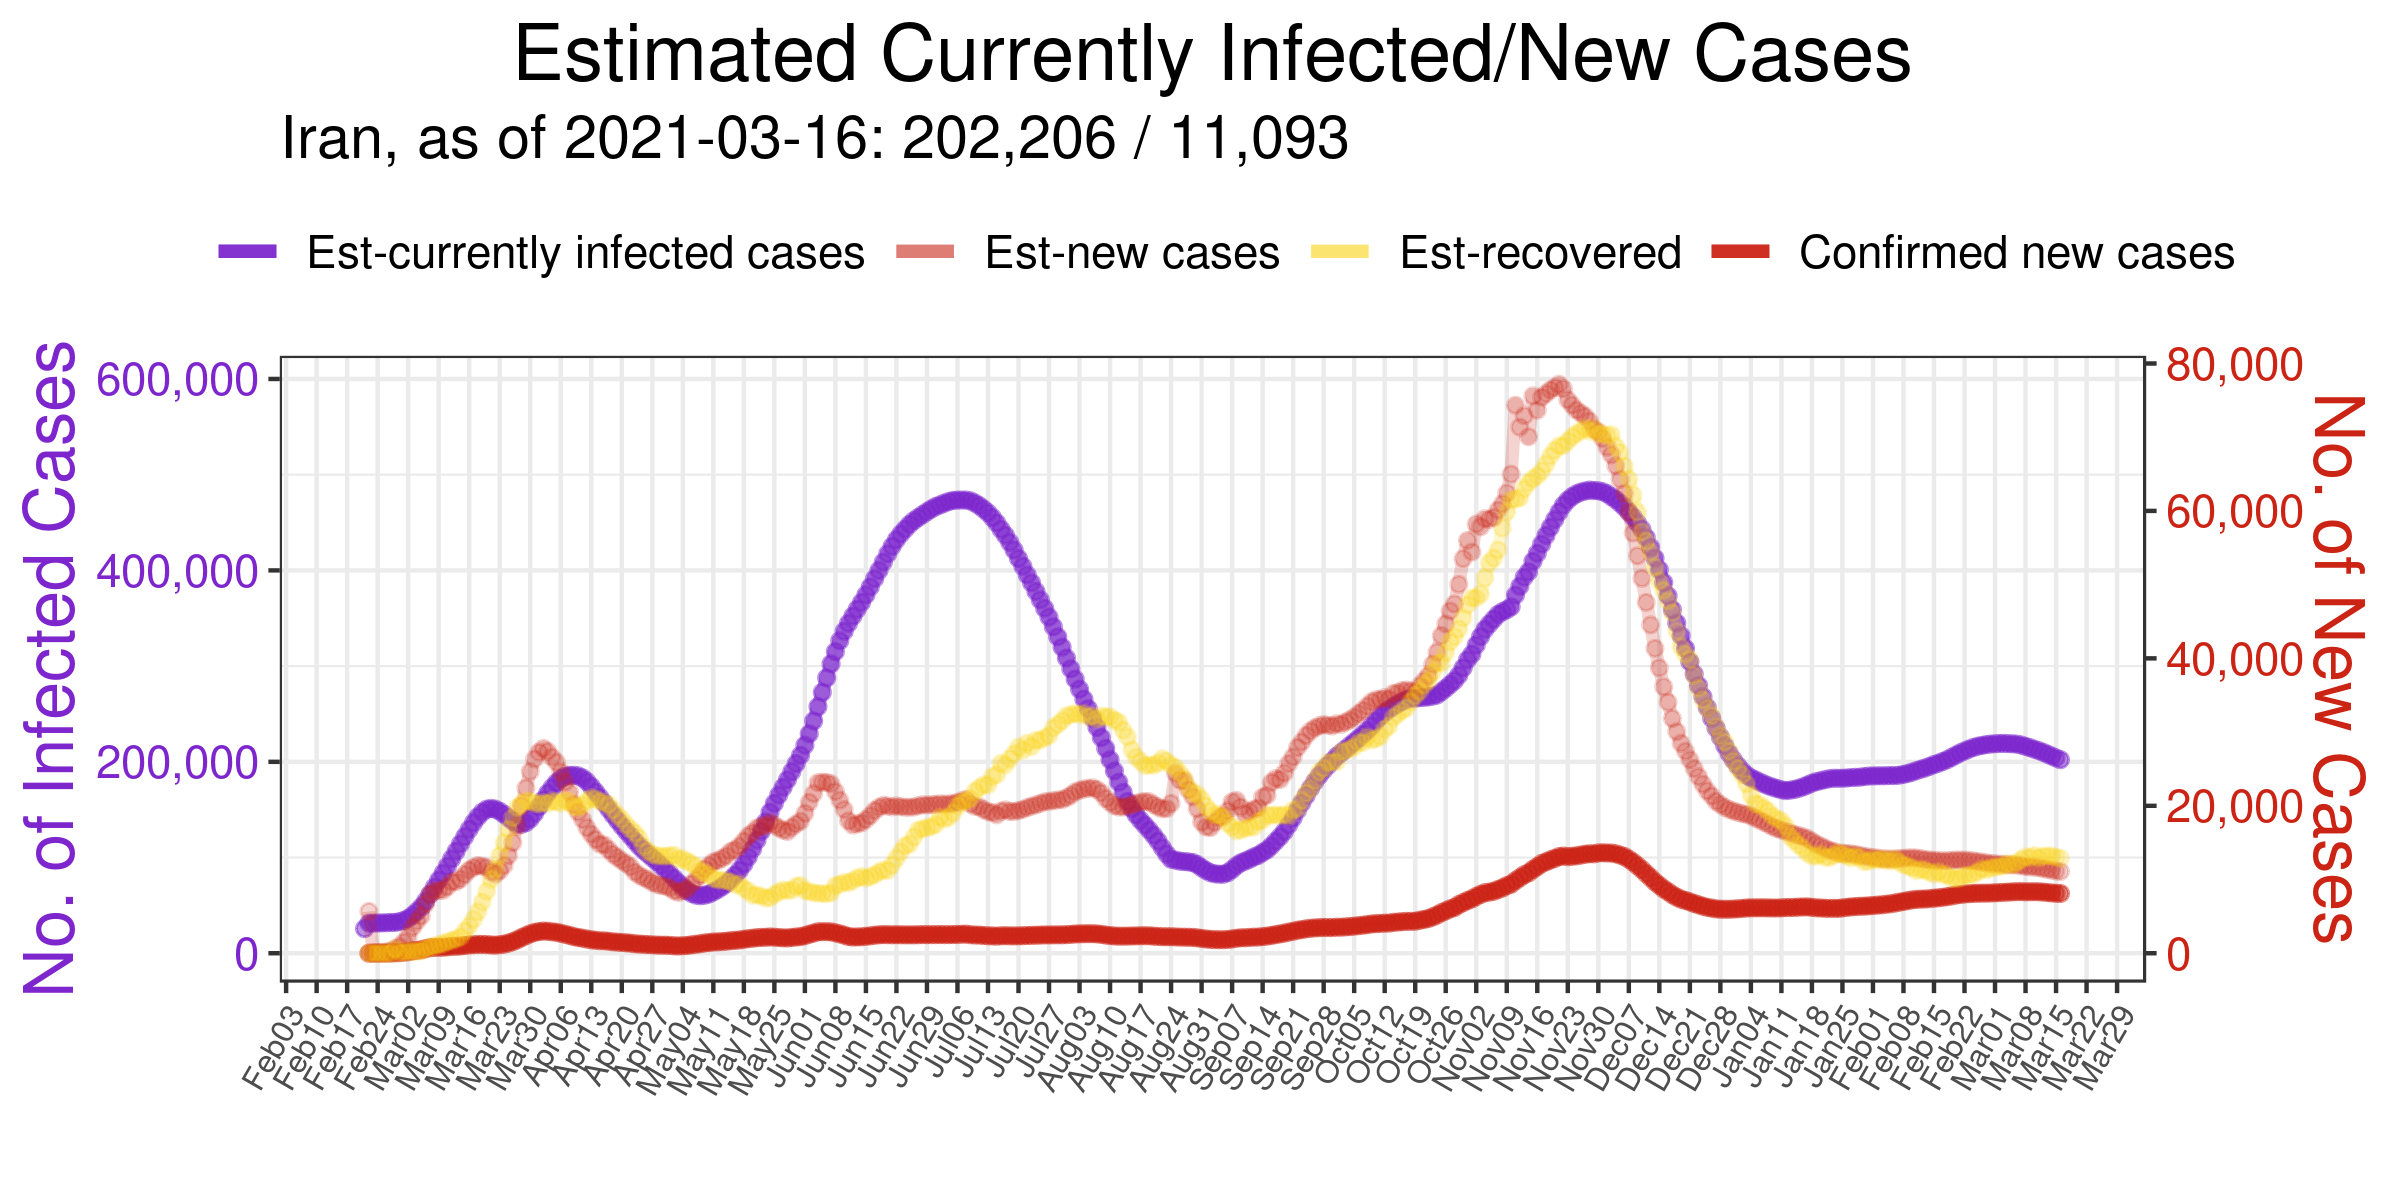 Estimated Currently Infected/New Cases
Iran, as of 2021-03-16: 202,206 / 11,093
Est-currently infected cases
Est-new cases
Est-recovered
Confirmed new cases
No. of Infected Cases
600,000
400,000
200,000
0
80,000
60,000
40,000
20,000
0
No. of New Cases
Feb03
Feb10
Feb17
Feb24
Mar02
Mar09
Mar16
Mar23
Mar30
Apr06
Apr13
Apr20
Apr27
May04
May11
May18
May25
Jun01
Jun08
Jun15
Jun22
Jun29
Jul06
Jul13
Jul20
Jul27
Aug03
Aug10
Aug17
Aug24
Aug31
Sep07
Sep14
Sep21
Sep28
Oct05
Oct12
Oct19
Oct26
Nov02
Nov09
Nov16
Nov23
Nov30
Dec07
Dec14
Dec21
Dec28
Jan04
Jan11
Jan18
Jan25
Feb01
Feb08
Feb15
Feb22
Mar01
Mar08
Mar15
Mar22
Mar29